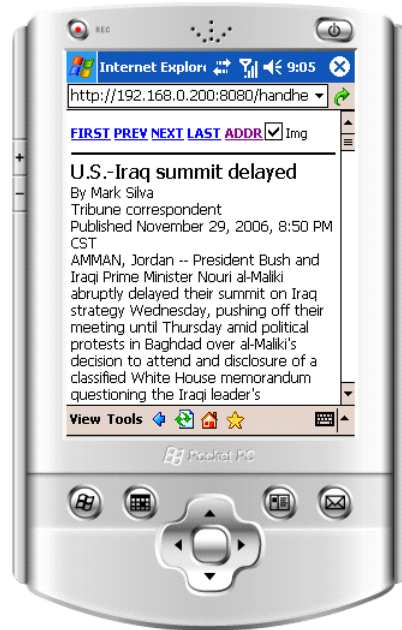 REC
Internet Explor 9:05
http://192.168.0.200:8080/handhe
FIRST PREV NEXT LAST ADDR Img
U.S.-Iraq summit delayed
By Mark Silva
Tribune correspondent
Published November 29, 2006, 8:50 PM
CST
AMMAN, Jordan -- President Bush and
Iraqi Prime Minister Nouri al-Maliki
abruptly delayed their summit on Iraq
strategy Wednesday, pushing off their
meeting until Thursday amid political
protests in Baghdad over al-Maliki's
decision to attend and disclosure of a
classified White House memorandum
questioning the Iraqi leader's
View Tools
Pocket PC
+
-